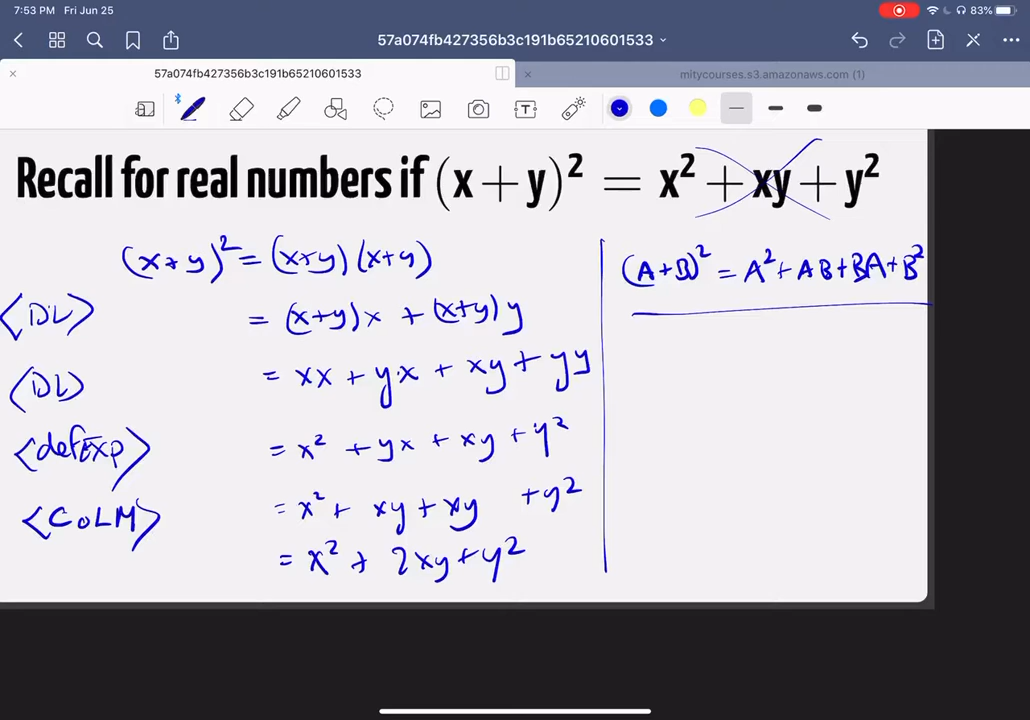 7:53 PM Fri Jun 25
83%
57a074fb427356b3c191b65210601533
57a074fb427356b3c191b65210601533
mitycourses.s3.amazonaws.com (1)
Recall for real numbers if (x + y)² = x² + xy + y²
(x+y)² = (x+y)(x+y)
<DL> = (x+y)x + (x+y)y
<DL> = xx + yx + xy + yy
<defExp> = x² + yx + xy + y²
<CoLM> = x² + xy + xy + y²
= x² + 2xy + y²
(A+B)² = A² + AB + BA + B²